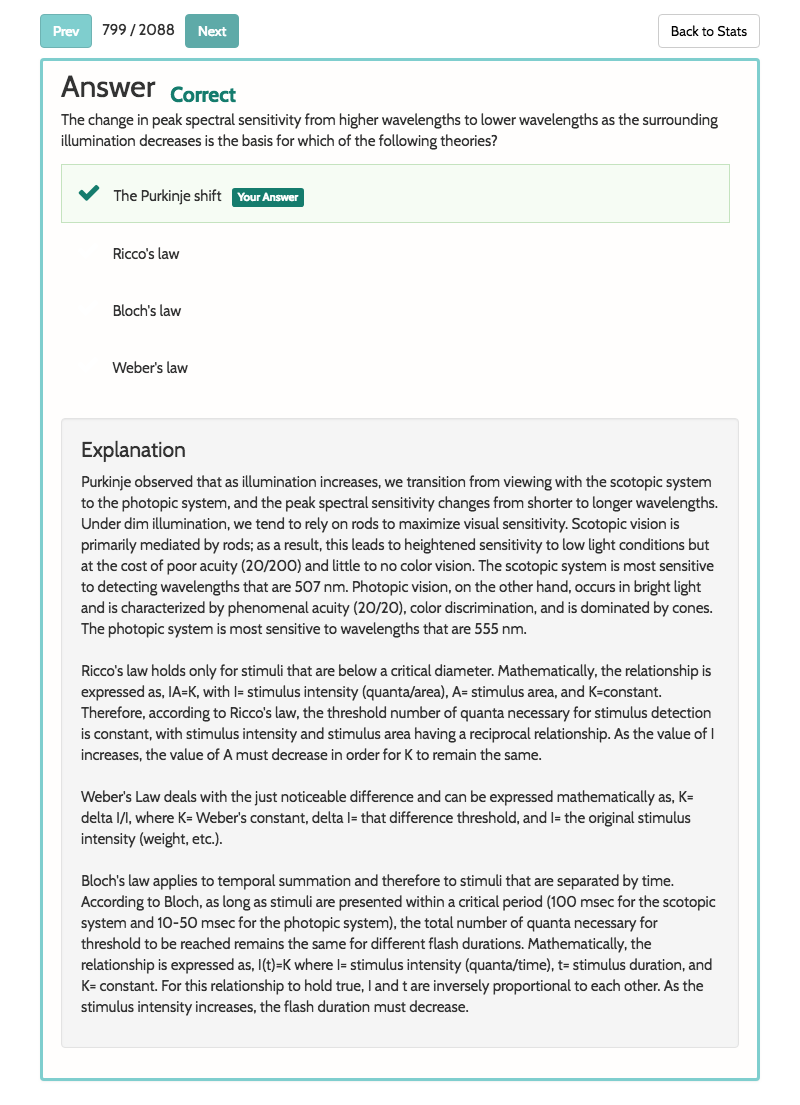 Prev 799 / 2088 Next Back to Stats
Answer Correct
The change in peak spectral sensitivity from higher wavelengths to lower wavelengths as the surrounding
illumination decreases is the basis for which of the following theories?
The Purkinje shift Your Answer
Ricco's law
Bloch's law
Weber's law
Explanation
Purkinje observed that as illumination increases, we transition from viewing with the scotopic system
to the photopic system, and the peak spectral sensitivity changes from shorter to longer wavelengths.
Under dim illumination, we tend to rely on rods to maximize visual sensitivity. Scotopic vision is
primarily mediated by rods; as a result, this leads to heightened sensitivity to low light conditions but
at the cost of poor acuity (20/200) and little to no color vision. The scotopic system is most sensitive
to detecting wavelengths that are 507 nm. Photopic vision, on the other hand, occurs in bright light
and is characterized by phenomenal acuity (20/20), color discrimination, and is dominated by cones.
The photopic system is most sensitive to wavelengths that are 555 nm.
Ricco's law holds only for stimuli that are below a critical diameter. Mathematically, the relationship is
expressed as, IA=K, with I= stimulus intensity (quanta/area), A= stimulus area, and K=constant.
Therefore, according to Ricco's law, the threshold number of quanta necessary for stimulus detection
is constant, with stimulus intensity and stimulus area having a reciprocal relationship. As the value of I
increases, the value of A must decrease in order for K to remain the same.
Weber's Law deals with the just noticeable difference and can be expressed mathematically as, K=
delta I/I, where K= Weber's constant, delta I= that difference threshold, and I= the original stimulus
intensity (weight, etc.).
Bloch's law applies to temporal summation and therefore to stimuli that are separated by time.
According to Bloch, as long as stimuli are presented within a critical period (100 msec for the scotopic
system and 10-50 msec for the photopic system), the total number of quanta necessary for
threshold to be reached remains the same for different flash durations. Mathematically, the
relationship is expressed as, I(t)=K where I= stimulus intensity (quanta/time), t= stimulus duration, and
K= constant. For this relationship to hold true, I and t are inversely proportional to each other. As the
stimulus intensity increases, the flash duration must decrease.